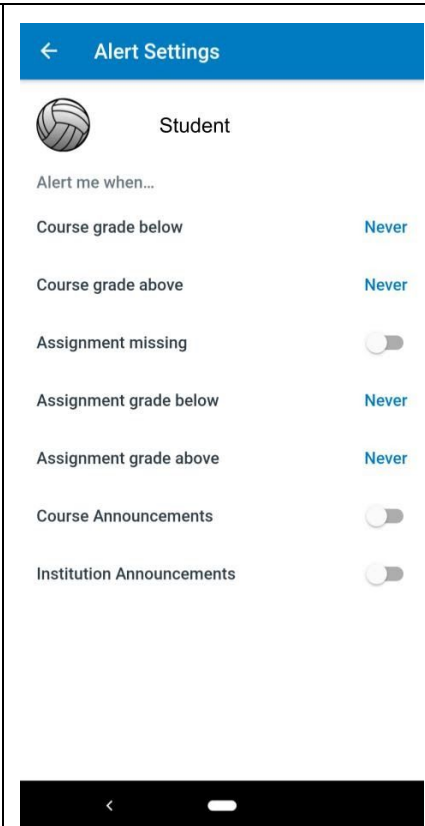 Alert Settings
Student
Alert me when...
Course grade below Never
Course grade above Never
Assignment missing
Assignment grade below Never
Assignment grade above Never
Course Announcements
Institution Announcements